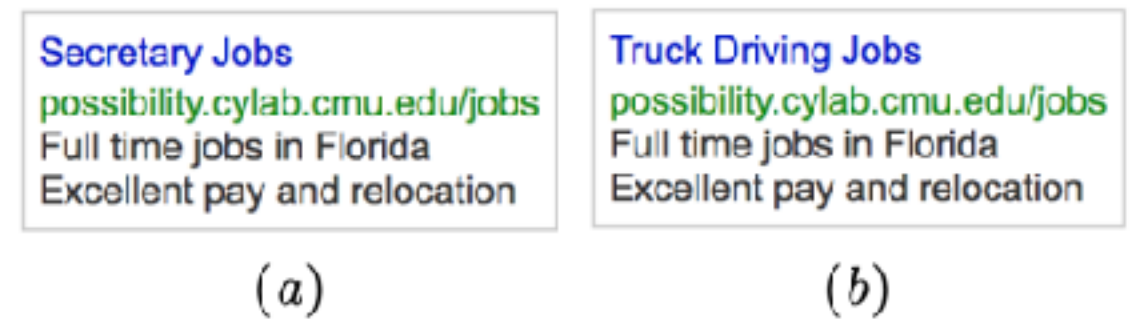 Secretary Jobs
possibility.cylab.cmu.edu/jobs
Full time jobs in Florida
Excellent pay and relocation
(a)
Truck Driving Jobs
possibility.cylab.cmu.edu/jobs
Full time jobs in Florida
Excellent pay and relocation
(b)